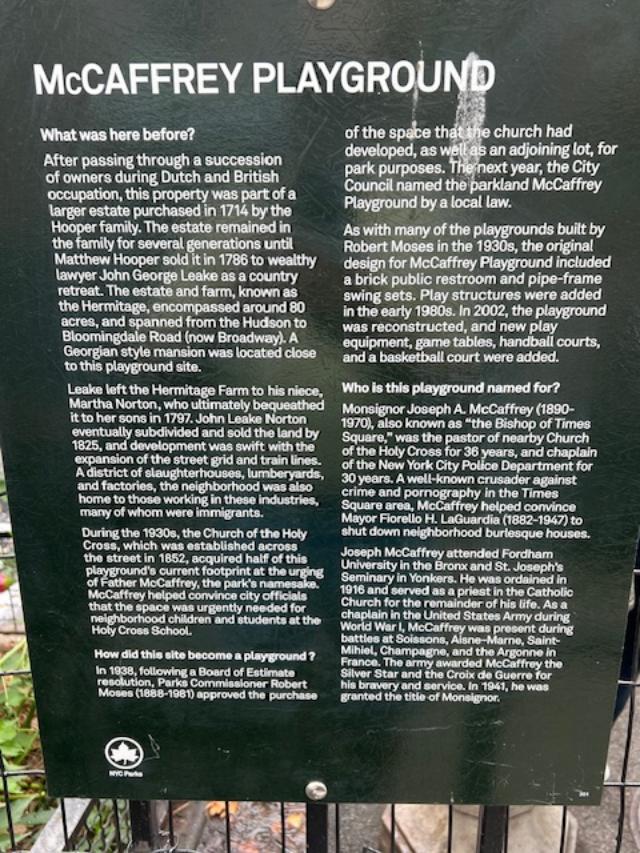 McCAFFREY PLAYGROUND
What was here before?
After passing through a succession
of owners during Dutch and British
occupation, this property was part of a
larger estate purchased in 1714 by the
Hooper family. The estate remained in
the family for several generations until
Matthew Hooper sold it in 1786 to wealthy
lawyer John George Leake as a country
retreat. The estate and farm, known as
the Hermitage, encompassed around 80
acres, and spanned from the Hudson to
Bloomingdale Road (now Broadway). A
Georgian style mansion was located close
to this playground site.
Leake left the Hermitage Farm to his niece,
Martha Norton, who ultimately bequeathed
it to her sons in 1797. John Leake Norton
eventually subdivided and sold the land by
1825, and development was swift with the
expansion of the street grid and train lines.
A district of slaughterhouses, lumberyards,
and factories, the neighborhood was also
home to those working in these industries,
many of whom were immigrants.
During the 1930s, the Church of the Holy
Cross, which was established across
the street in 1852, acquired half of this
playground's current footprint at the urging
of Father McCaffrey, the park's namesake.
McCaffrey helped convince city officials
that the space was urgently needed for
neighborhood children and students at the
Holy Cross School.
How did this site become a playground ?
In 1938, following a Board of Estimate
resolution, Parks Commissioner Robert
Moses (1888-1981) approved the purchase
of the space that the church had
developed, as well as an adjoining lot, for
park purposes. The next year, the City
Council named the parkland McCaffrey
Playground by a local law.
As with many of the playgrounds built by
Robert Moses in the 1930s, the original
design for McCaffrey Playground included
a brick public restroom and pipe-frame
swing sets. Play structures were added
in the early 1980s. In 2002, the playground
was reconstructed, and new play
equipment, game tables, handball courts,
and a basketball court were added.
Who is this playground named for?
Monsignor Joseph A. McCaffrey (1890-
1970), also known as "the Bishop of Times
Square," was the pastor of nearby Church
of the Holy Cross for 36 years, and chaplain
of the New York City Police Department for
30 years. A well-known crusader against
crime and pornography in the Times
Square area, McCaffrey helped convince
Mayor Fiorello H. LaGuardia (1882-1947) to
shut down neighborhood burlesque houses.
Joseph McCaffrey attended Fordham
University in the Bronx and St. Joseph's
Seminary in Yonkers. He was ordained in
1916 and served as a priest in the Catholic
Church for the remainder of his life. As a
chaplain in the United States Army during
World War I, McCaffrey was present during
battles at Soissons, Aisne-Marne, Saint-
Mihiel, Champagne, and the Argonne in
France. The army awarded McCaffrey the
Silver Star and the Croix de Guerre for
his bravery and service. In 1941, he was
granted the title of Monsignor.
NYC Parks